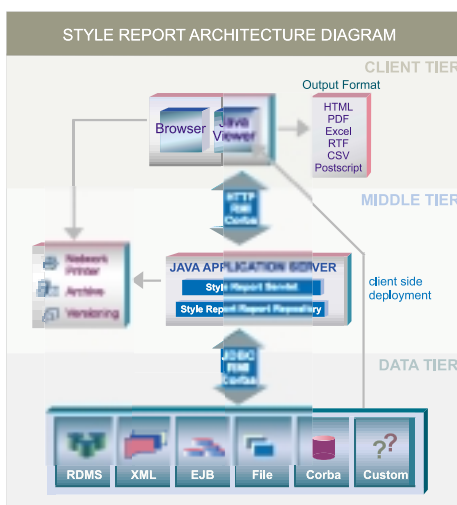 STYLE REPORT ARCHITECTURE DIAGRAM
CLIENT TIER
Output Format
HTML
PDF
Excel
RTF
CSV
Postscript
Browser
Java
Viewer
HTTP
RMI
Corba
MIDDLE TIER
Network
Printer
Archive
Versioning
JAVA APPLICATION SERVER
Style Report Servlet
Style Report Report Repository
client side
deployment
JDBC
RMI
Corba
DATA TIER
RDMS
XML
EJB
File
Corba
??
Custom